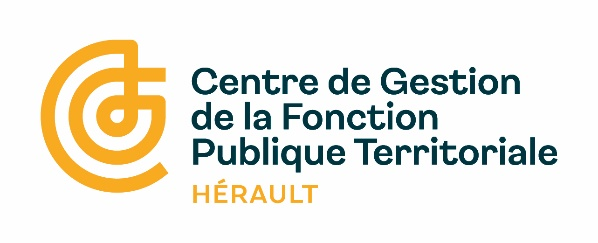 Centre de Gestion
de la Fonction
Publique Territoriale
HÉRAULT